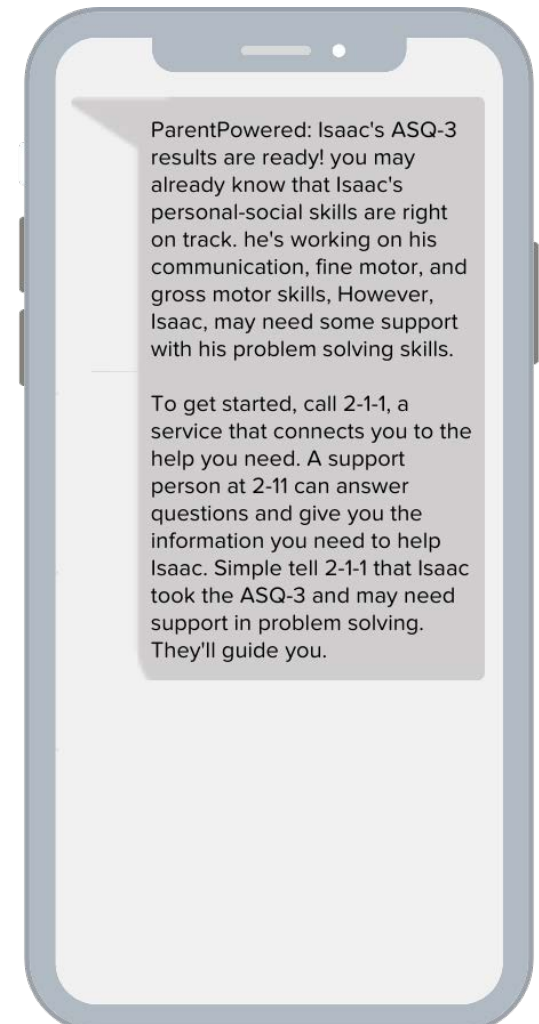 ParentPowered: Isaac's ASQ-3
results are ready! you may
already know that Isaac's
personal-social skills are right
on track. he's working on his
communication, fine motor, and
gross motor skills, However,
Isaac, may need some support
with his problem solving skills.
To get started, call 2-1-1, a
service that connects you to the
help you need. A support
person at 2-11 can answer
questions and give you the
information you need to help
Isaac. Simple tell 2-1-1 that Isaac
took the ASQ-3 and may need
support in problem solving.
They'll guide you.